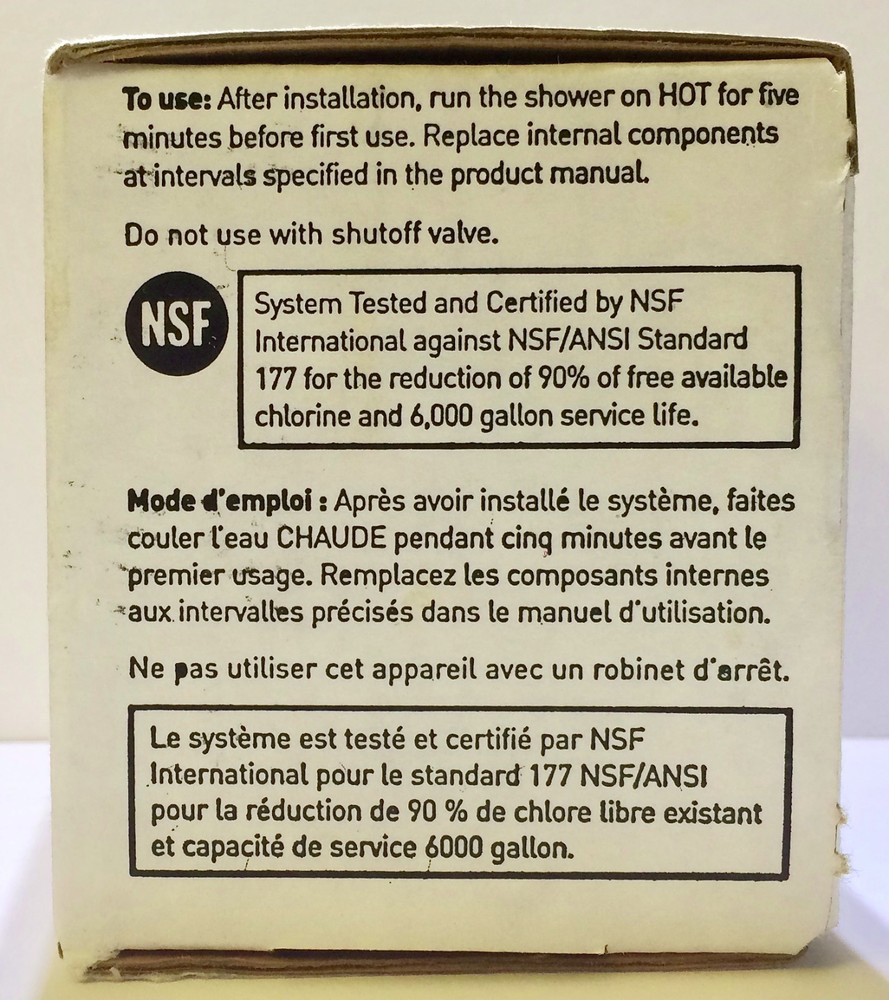 To use: After installation, run the shower on HOT for five
minutes before first use. Replace internal components
at intervals specified in the product manual.
Do not use with shutoff valve.
NSF
System Tested and Certified by NSF
International against NSF/ANSI Standard
177 for the reduction of 90% of free available
chlorine and 6,000 gallon service life.
Mode d'emploi : Après avoir installé le système, faites
couler l'eau CHAUDE pendant cinq minutes avant le
premier usage. Remplacez les composants internes
aux intervalles précisés dans le manuel d'utilisation.
Ne pas utiliser cet appareil avec un robinet d'arrêt.
Le système est testé et certifié par NSF
International pour le standard 177 NSF/ANSI
pour la réduction de 90 % de chlore libre existant
et capacité de service 6000 gallon.